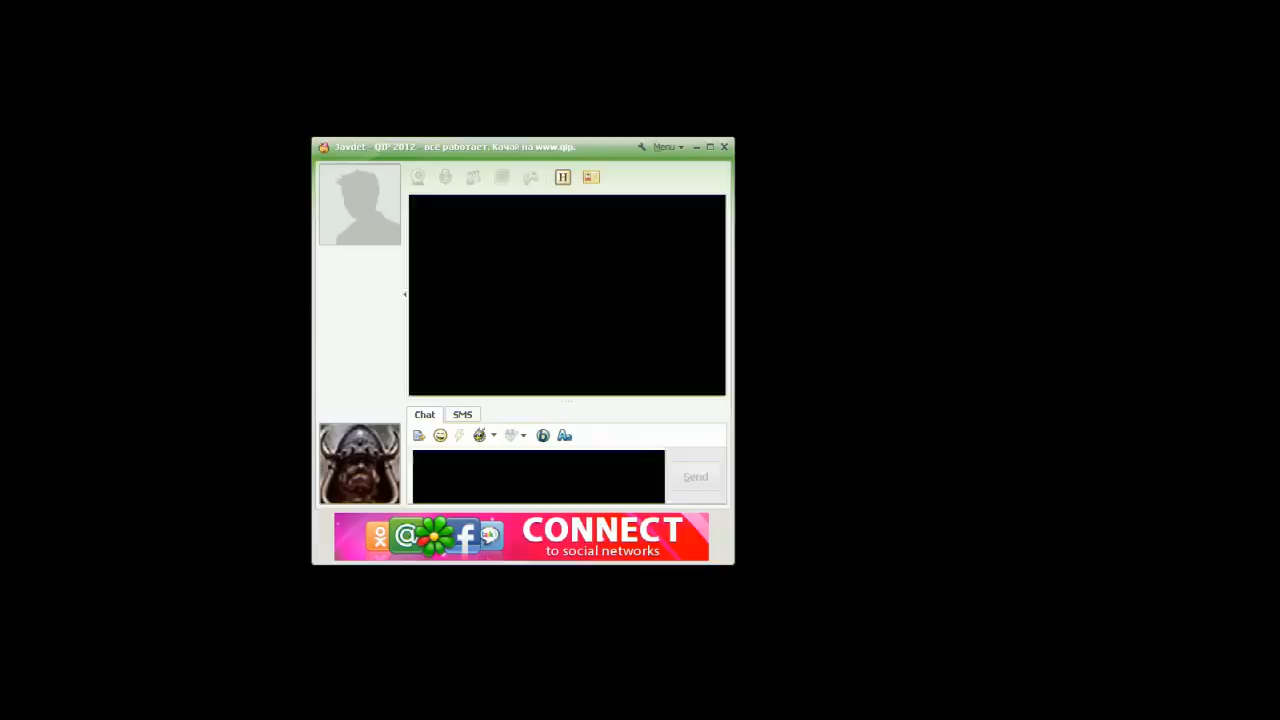 Javdet - QIP 2012 - всё работает. Качай на www.qip.
Menu
H
Chat
SMS
Send
CONNECT
to social networks